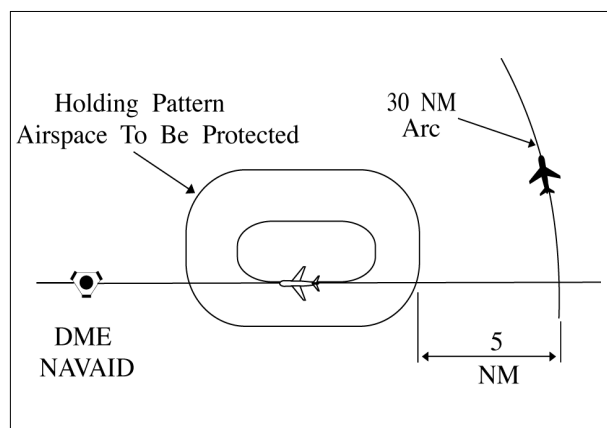 Holding Pattern
Airspace To Be Protected
30 NM
Arc
DME
NAVAID
5
NM